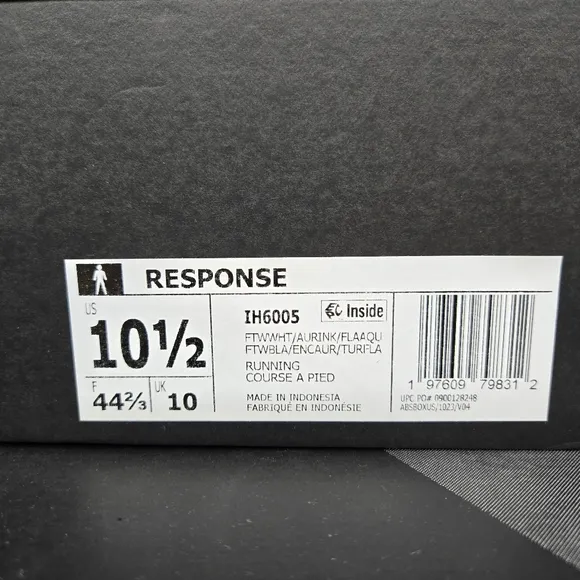 RESPONSE
US
10½
F
44⅔
UK
10
IH6005
Inside
FTWWHT/AURINK/FLAAQU
FTWBLA/ENCAUR/TURFLA
RUNNING
COURSE A PIED
MADE IN INDONESIA
FABRIQUÉ EN INDONÉSIE
1 97609 79831 2
UPC PO# 0900128248
ABSBOXUS/1023/V04